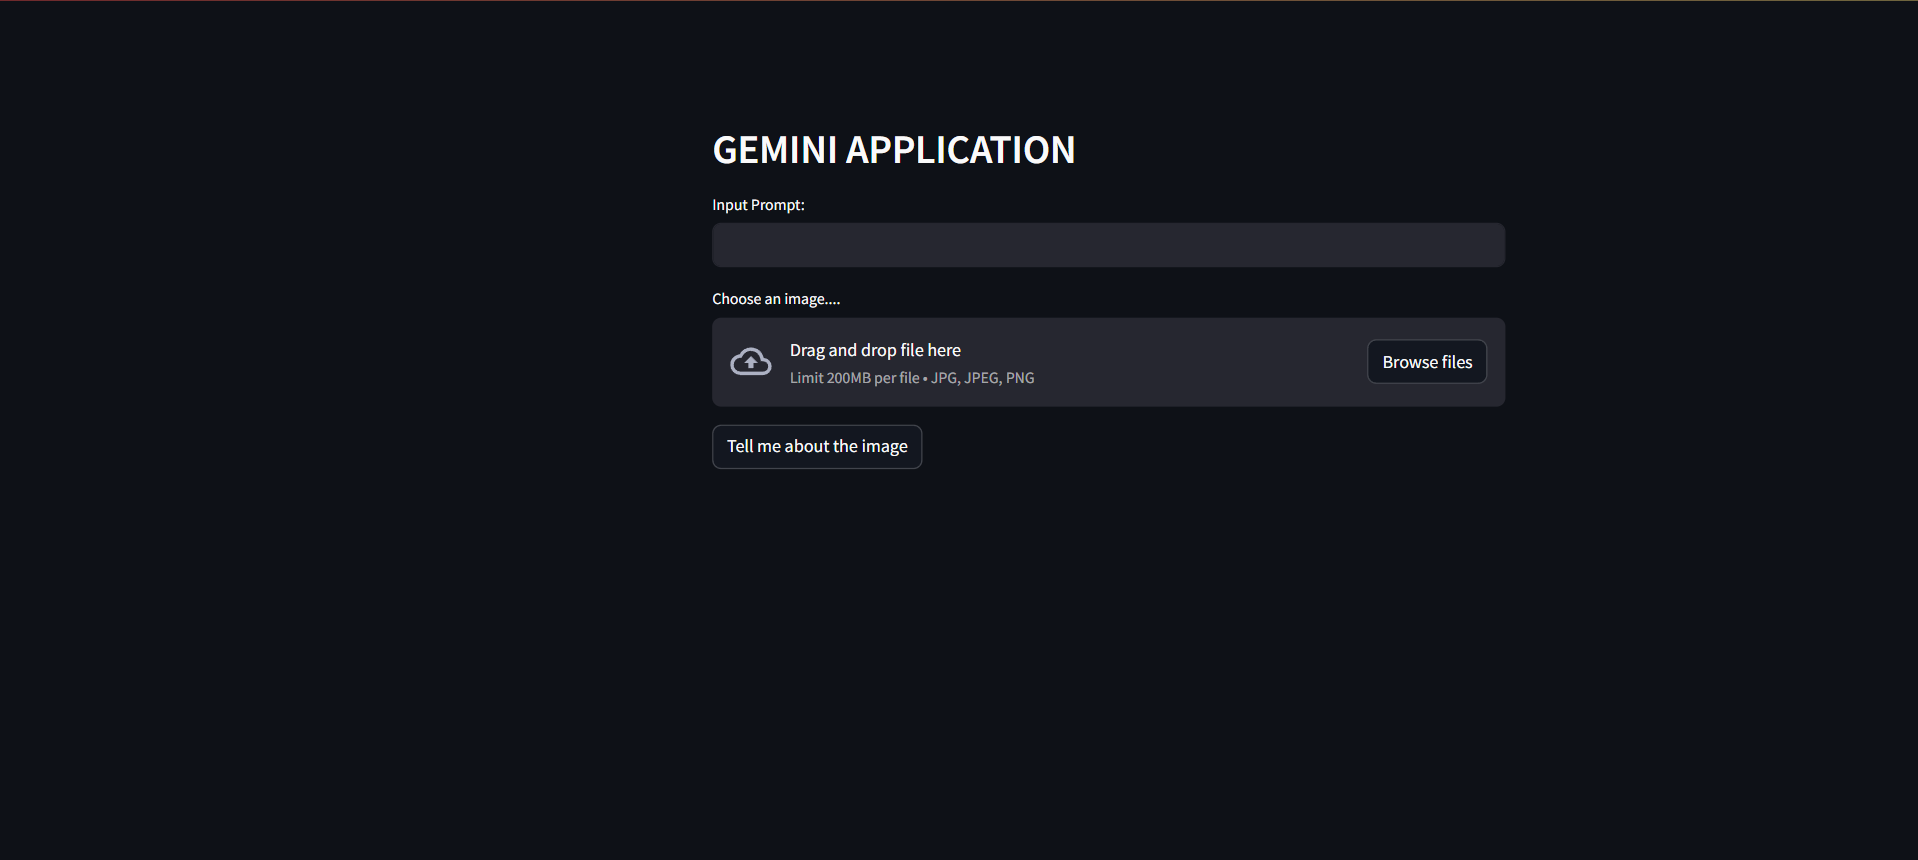 GEMINI APPLICATION
Input Prompt:
Choose an image....
Drag and drop file here
Limit 200MB per file • JPG, JPEG, PNG
Browse files
Tell me about the image